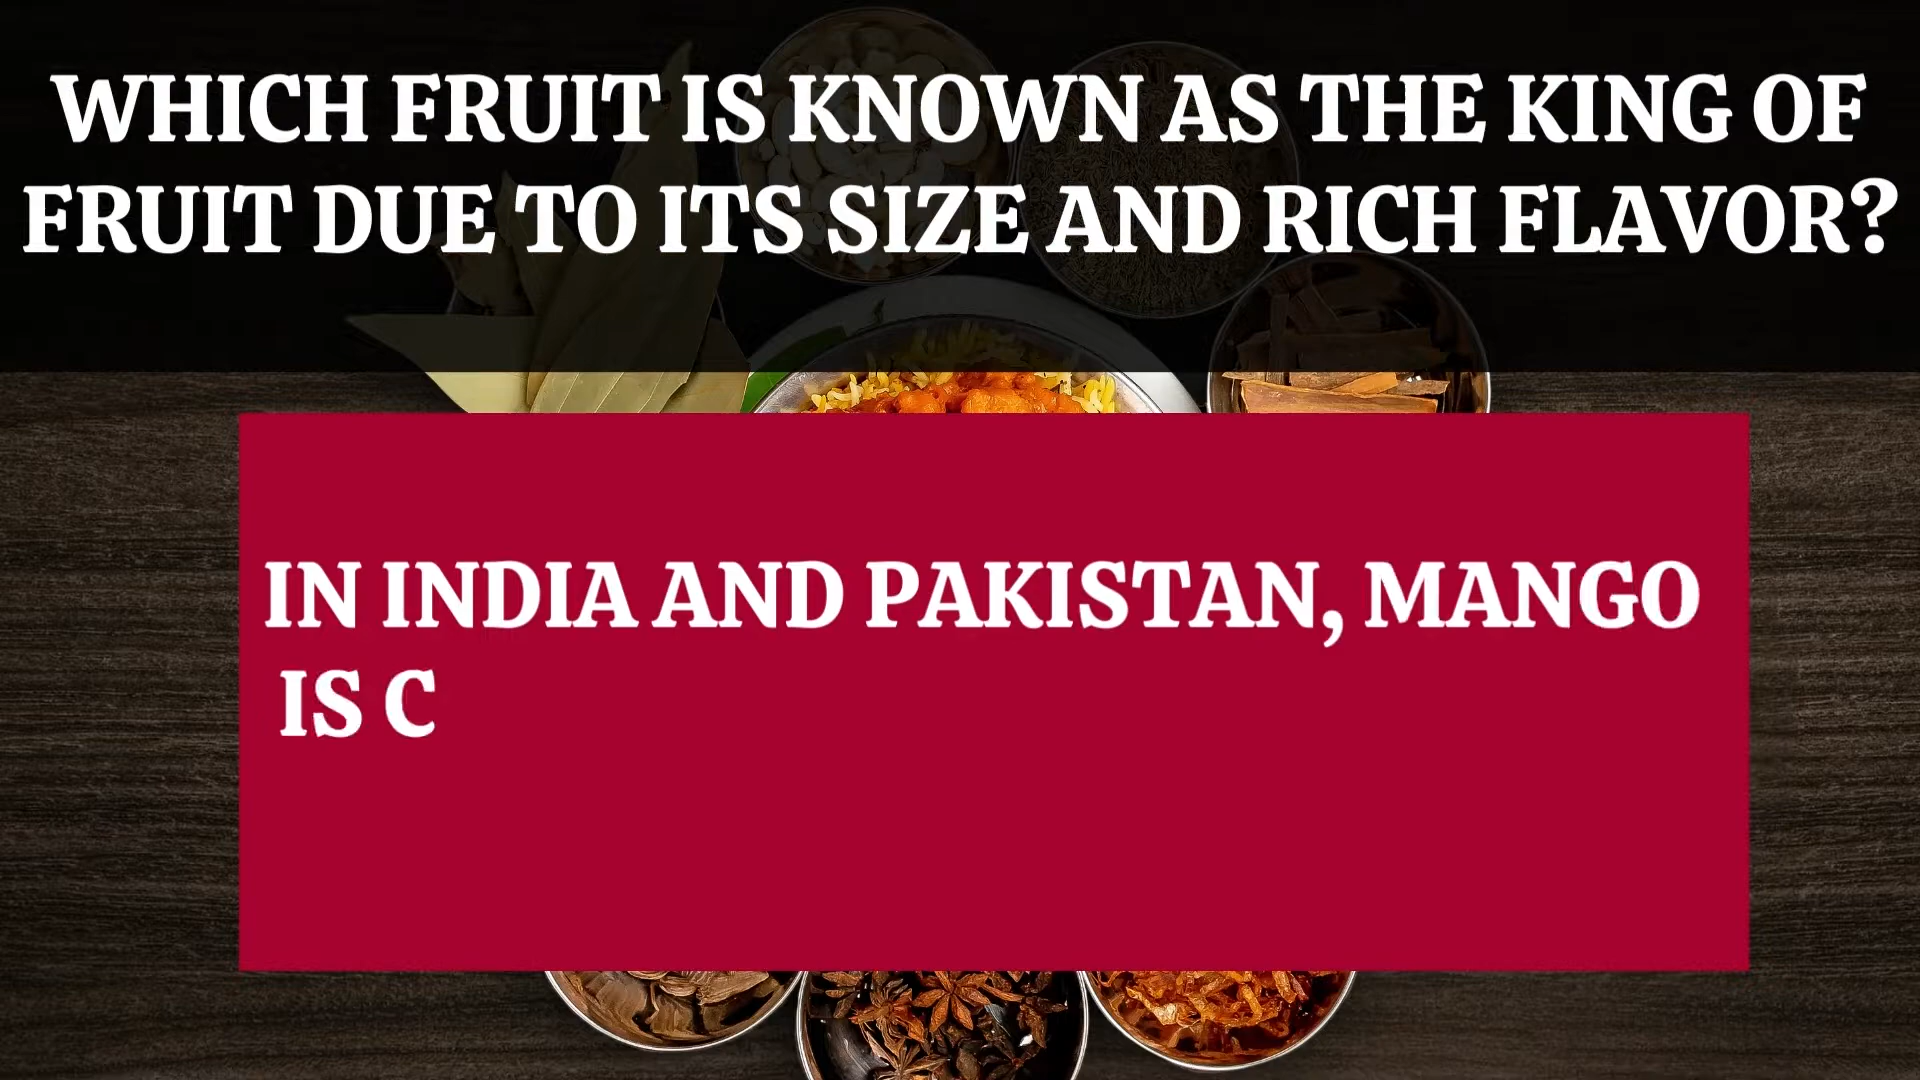 WHICH FRUIT IS KNOWN AS THE KING OF
FRUIT DUE TO ITS SIZE AND RICH FLAVOR?
IN INDIA AND PAKISTAN, MANGO
IS C